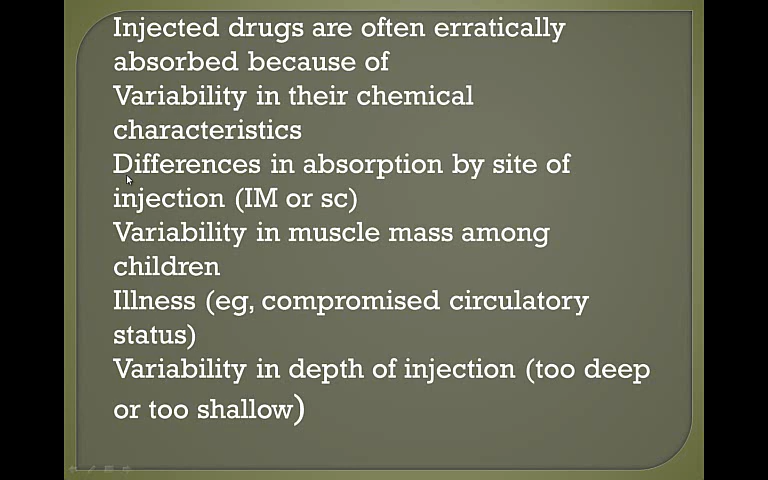 Injected drugs are often erratically
absorbed because of
Variability in their chemical
characteristics
Differences in absorption by site of
injection (IM or sc)
Variability in muscle mass among
children
Illness (eg, compromised circulatory
status)
Variability in depth of injection (too deep
or too shallow)